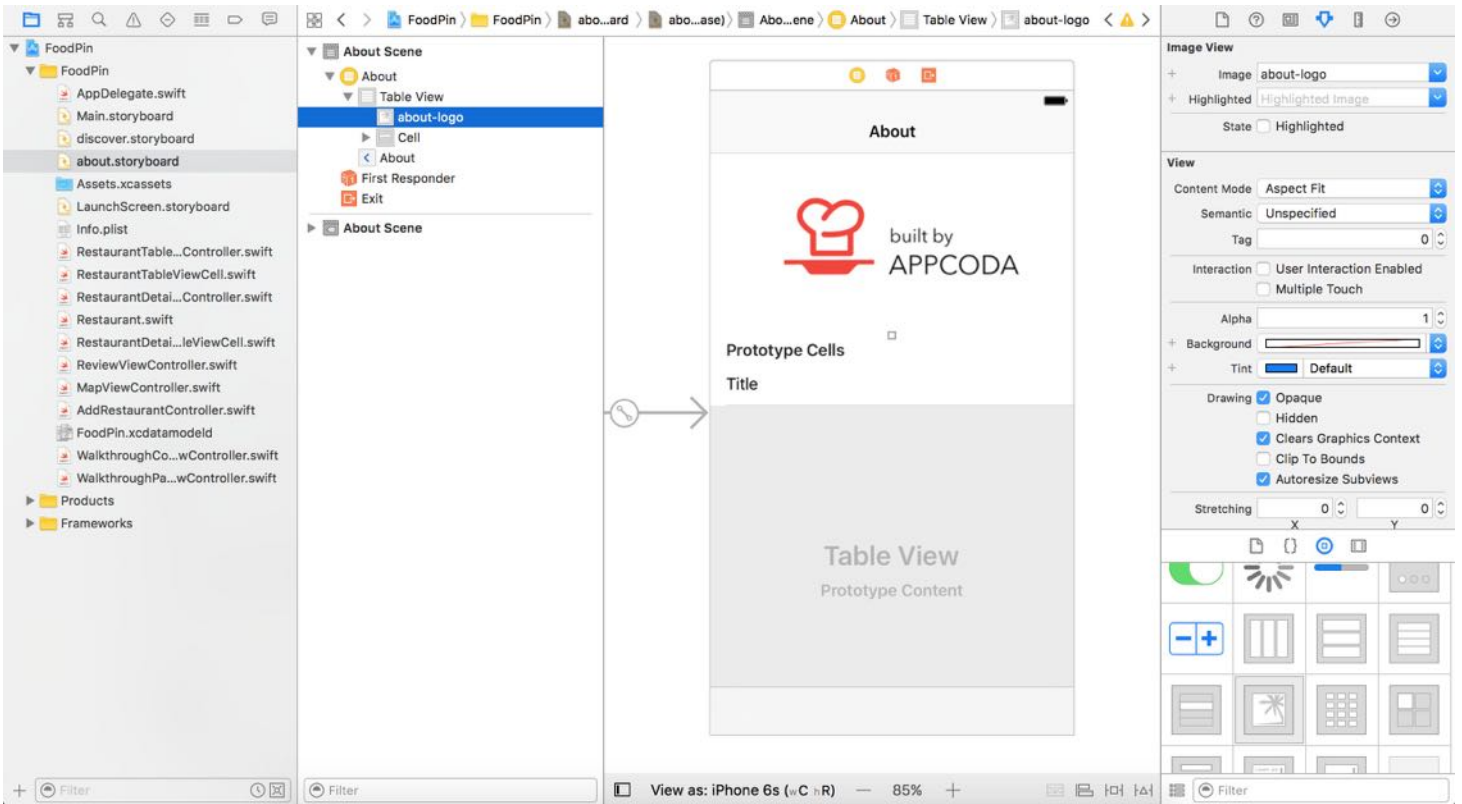 FoodPin
FoodPin
AppDelegate.swift
Main.storyboard
discover.storyboard
about.storyboard
Assets.xcassets
LaunchScreen.storyboard
Info.plist
RestaurantTable...Controller.swift
RestaurantTableViewCell.swift
RestaurantDetai...Controller.swift
Restaurant.swift
RestaurantDetai...leViewCell.swift
ReviewViewController.swift
MapViewController.swift
AddRestaurantController.swift
FoodPin.xcdatamodeld
WalkthroughCo...wController.swift
WalkthroughPa...wController.swift
Products
Frameworks
Filter
FoodPin FoodPin abo...ard abo...ase) Abo...ene About Table View about-logo
About Scene
About
Table View
about-logo
Cell
About
First Responder
Exit
About Scene
Filter
About
built by
APPCODA
Prototype Cells
Title
Table View
Prototype Content
View as: iPhone 6s (wC hR) — 85% +
Image View
Image about-logo
Highlighted Highlighted Image
State Highlighted
View
Content Mode Aspect Fit
Semantic Unspecified
Tag 0
Interaction User Interaction Enabled
Multiple Touch
Alpha 1
Background
Tint Default
Drawing Opaque
Hidden
Clears Graphics Context
Clip To Bounds
Autoresize Subviews
Stretching 0 0
X Y
Filter